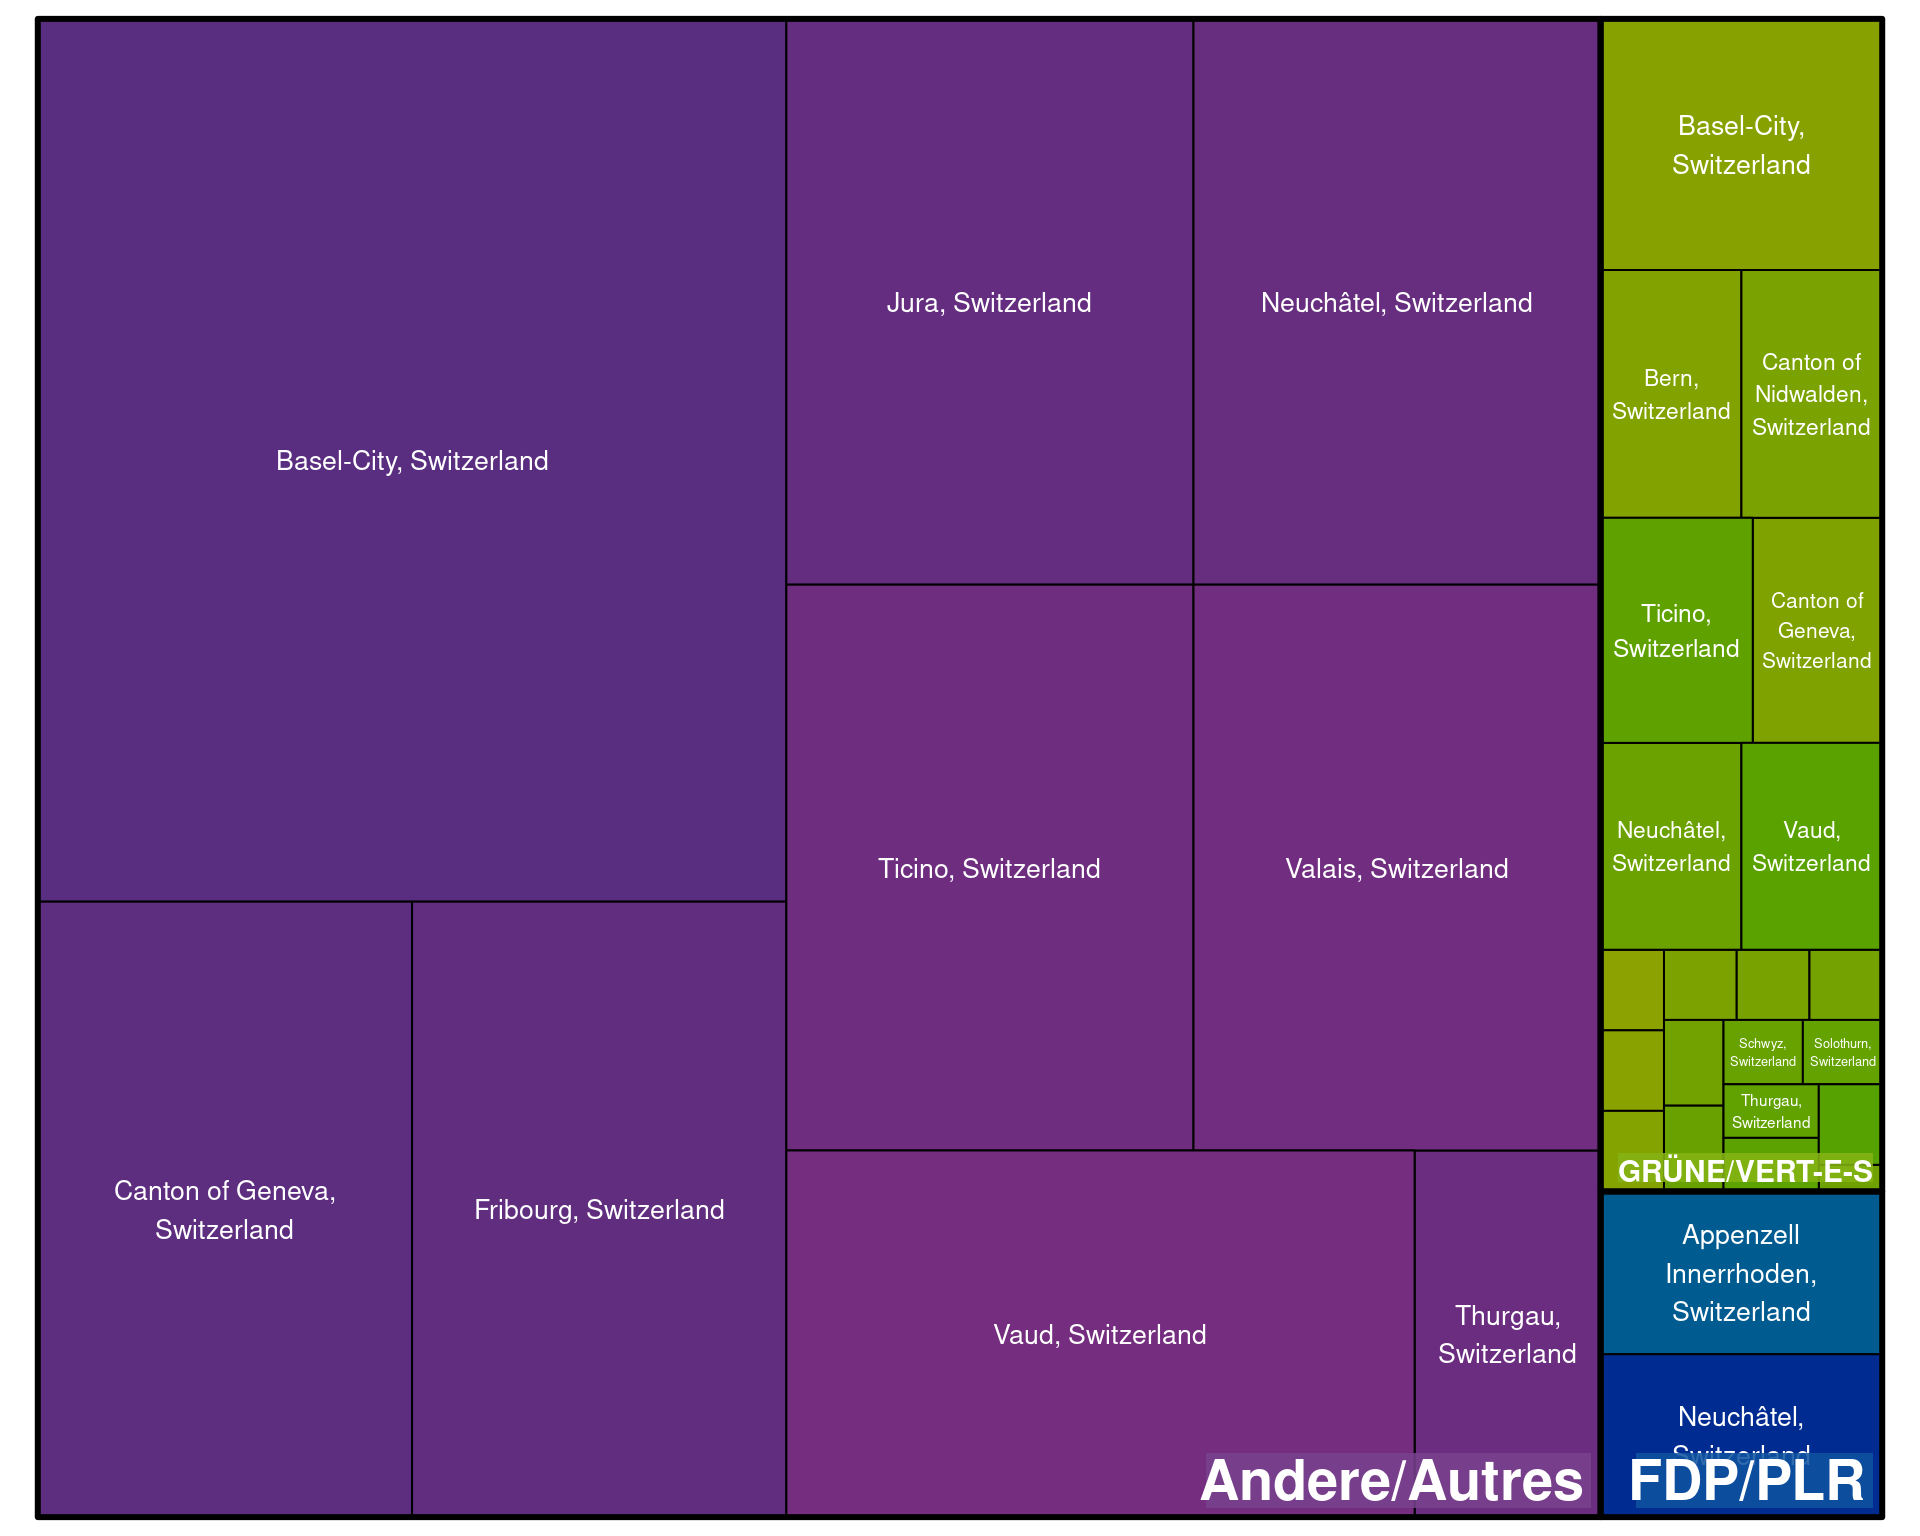 Basel-City, Switzerland
Canton of Geneva,
Switzerland
Fribourg, Switzerland
Jura, Switzerland
Neuchâtel, Switzerland
Ticino, Switzerland
Valais, Switzerland
Vaud, Switzerland
Thurgau,
Switzerland
Andere/Autres
Basel-City,
Switzerland
Bern,
Switzerland
Canton of
Nidwalden,
Switzerland
Ticino,
Switzerland
Canton of
Geneva,
Switzerland
Neuchâtel,
Switzerland
Vaud,
Switzerland
Schwyz,
Switzerland
Solothurn,
Switzerland
Thurgau,
Switzerland
GRÜNE/VERT-E-S
Appenzell
Innerrhoden,
Switzerland
Neuchâtel,
Switzerland
FDP/PLR